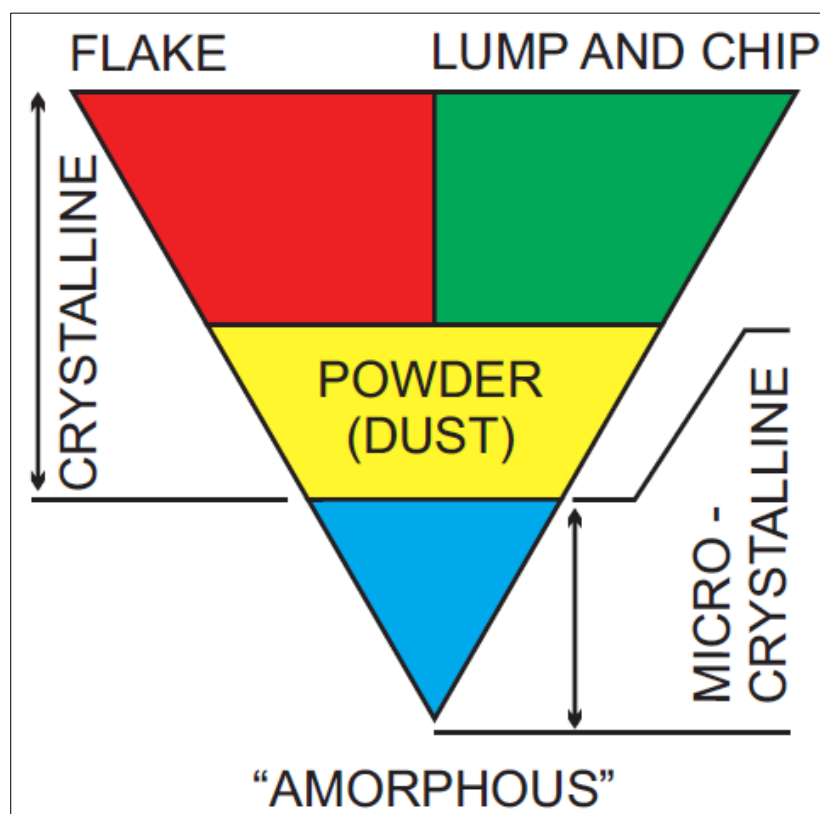 FLAKE
LUMP AND CHIP
CRYSTALLINE
POWDER
(DUST)
MICRO -
CRYSTALLINE
“AMORPHOUS”